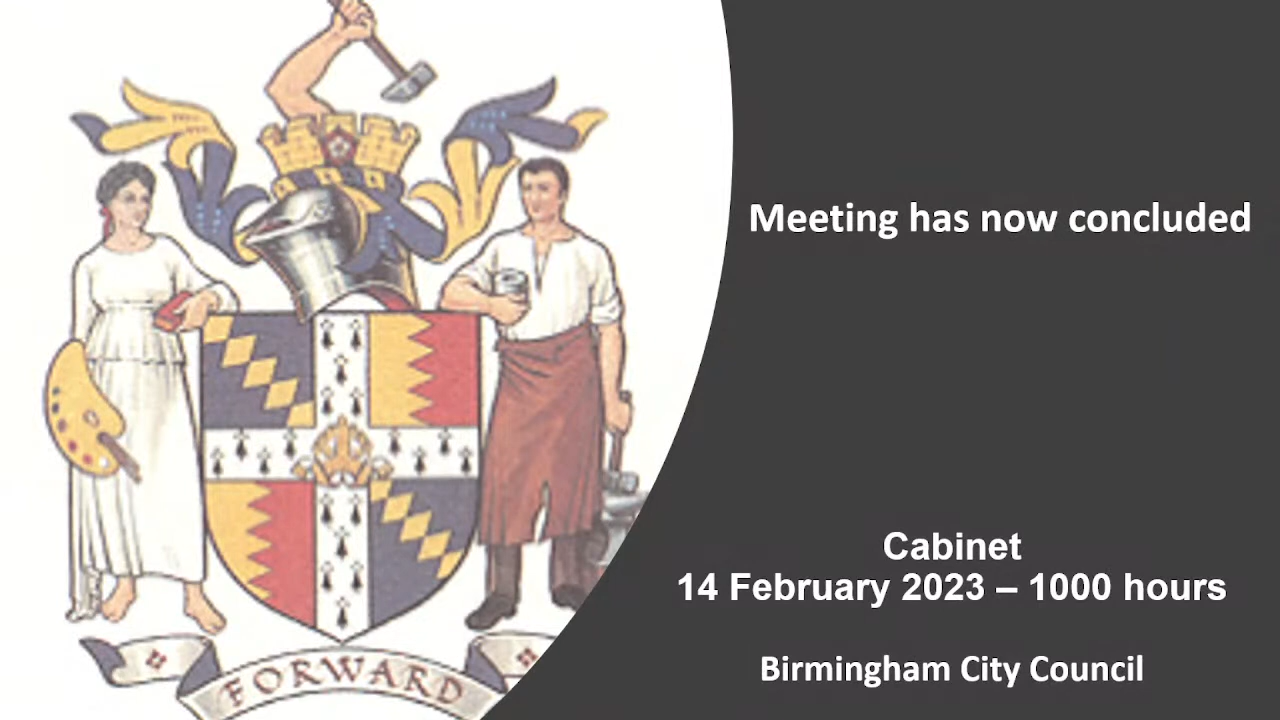 Meeting has now concluded
Cabinet
14 February 2023 – 1000 hours
Birmingham City Council
FORWARD